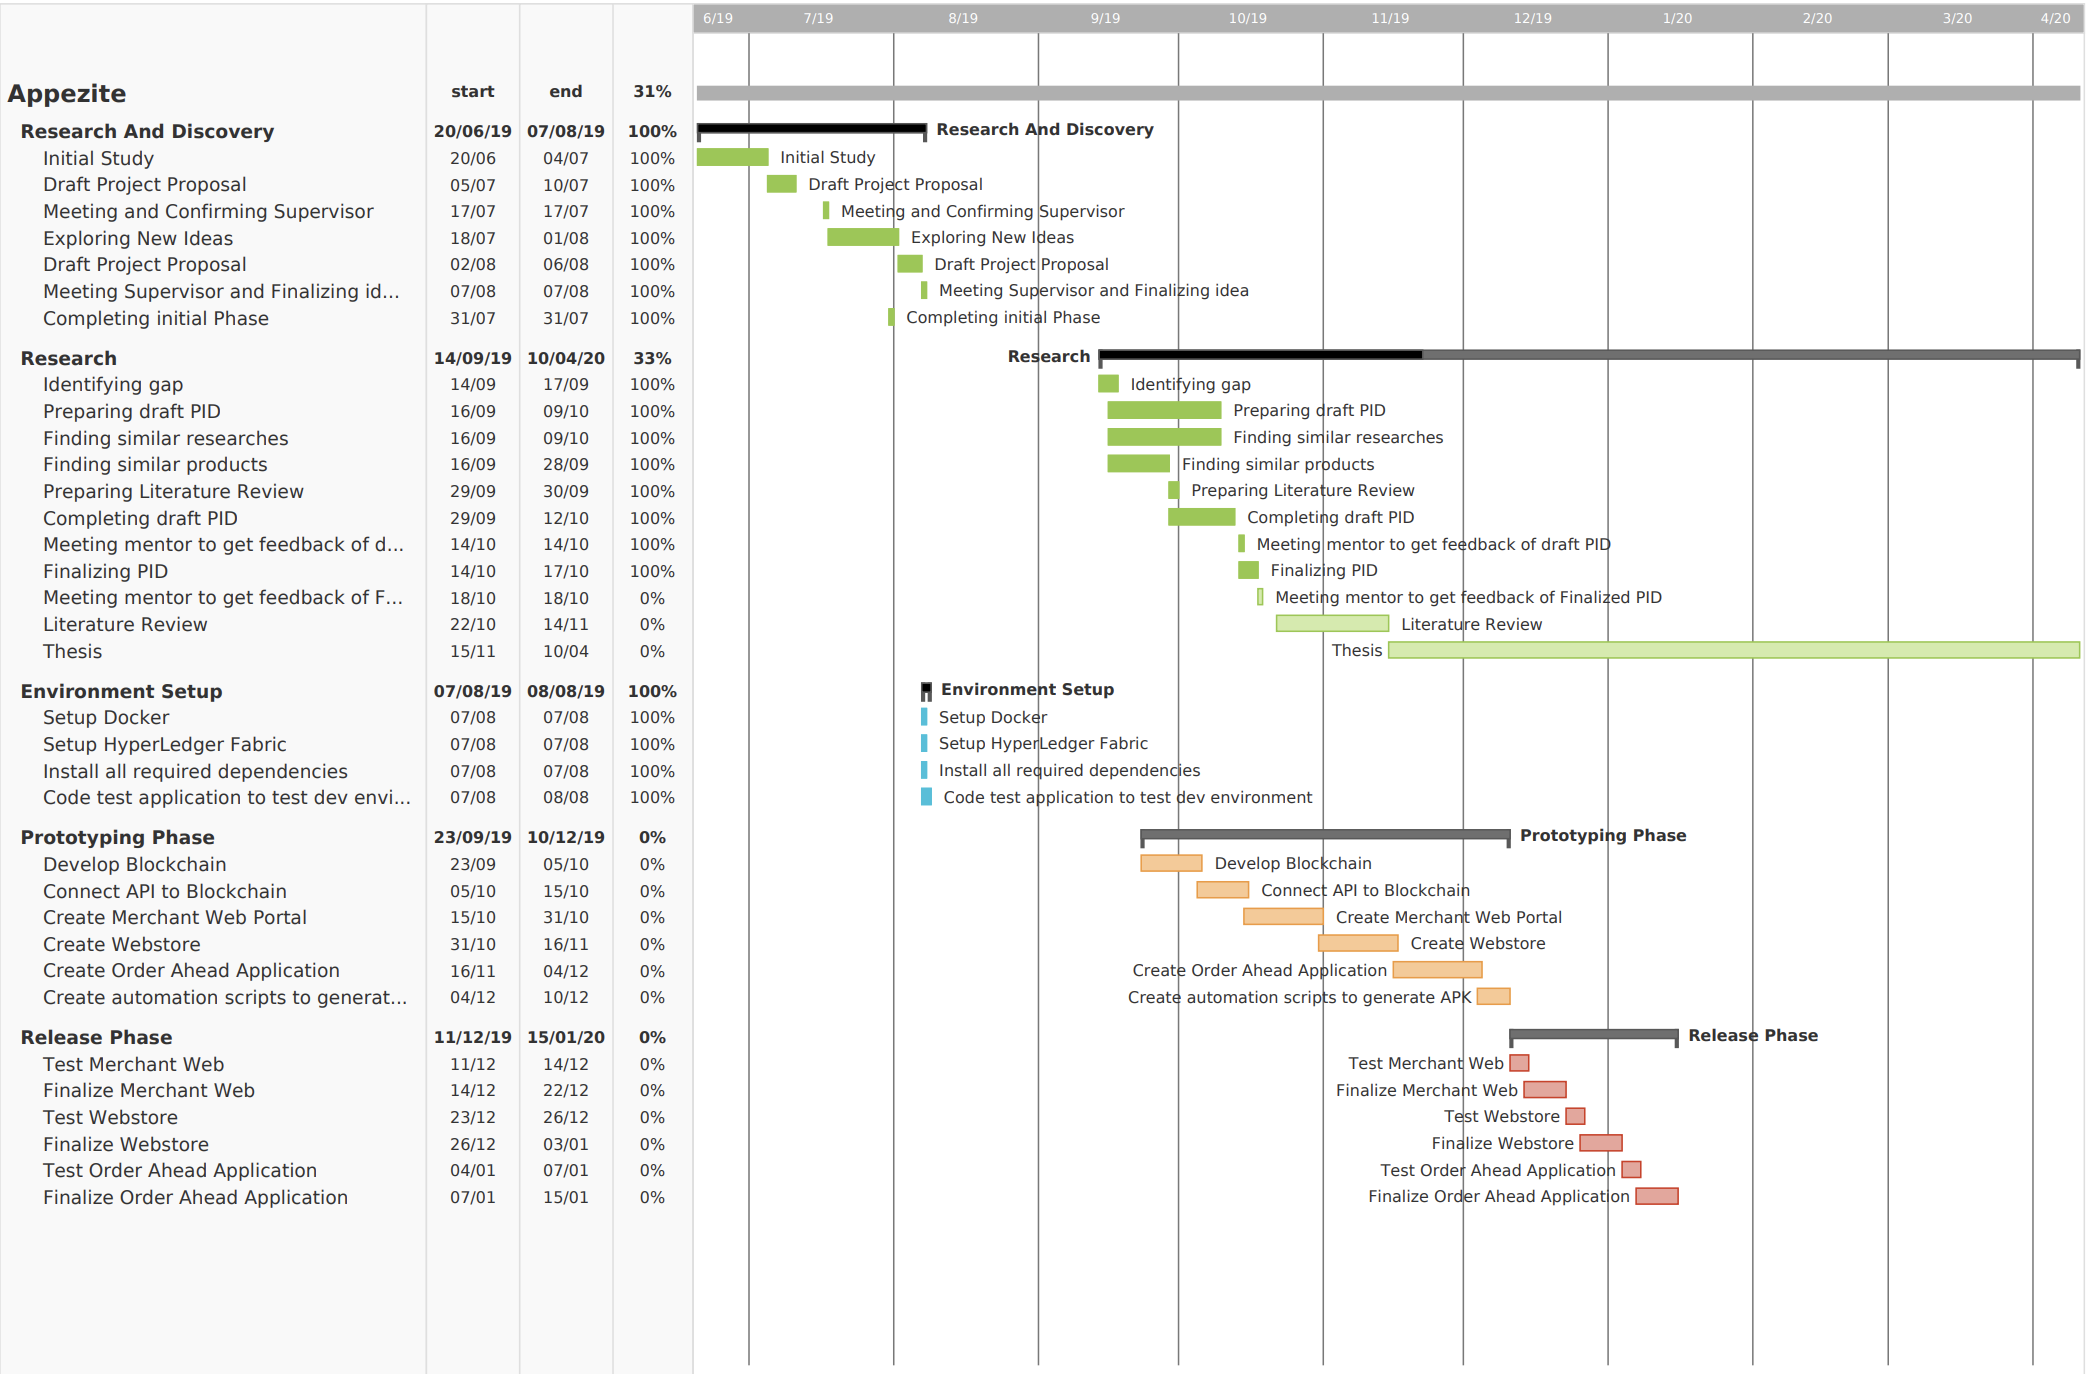 6/19 7/19 8/19 9/19 10/19 11/19 12/19 1/20 2/20 3/20 4/20
Appezite start end 31%
Research And Discovery 20/06/19 07/08/19 100% Research And Discovery
Initial Study 20/06 04/07 100% Initial Study
Draft Project Proposal 05/07 10/07 100% Draft Project Proposal
Meeting and Confirming Supervisor 17/07 17/07 100% Meeting and Confirming Supervisor
Exploring New Ideas 18/07 01/08 100% Exploring New Ideas
Draft Project Proposal 02/08 06/08 100% Draft Project Proposal
Meeting Supervisor and Finalizing id... 07/08 07/08 100% Meeting Supervisor and Finalizing idea
Completing initial Phase 31/07 31/07 100% Completing initial Phase
Research 14/09/19 10/04/20 33% Research
Identifying gap 14/09 17/09 100% Identifying gap
Preparing draft PID 16/09 09/10 100% Preparing draft PID
Finding similar researches 16/09 09/10 100% Finding similar researches
Finding similar products 16/09 28/09 100% Finding similar products
Preparing Literature Review 29/09 30/09 100% Preparing Literature Review
Completing draft PID 29/09 12/10 100% Completing draft PID
Meeting mentor to get feedback of d... 14/10 14/10 100% Meeting mentor to get feedback of draft PID
Finalizing PID 14/10 17/10 100% Finalizing PID
Meeting mentor to get feedback of F... 18/10 18/10 0% Meeting mentor to get feedback of Finalized PID
Literature Review 22/10 14/11 0% Literature Review
Thesis 15/11 10/04 0% Thesis
Environment Setup 07/08/19 08/08/19 100% Environment Setup
Setup Docker 07/08 07/08 100% Setup Docker
Setup HyperLedger Fabric 07/08 07/08 100% Setup HyperLedger Fabric
Install all required dependencies 07/08 07/08 100% Install all required dependencies
Code test application to test dev envi... 07/08 08/08 100% Code test application to test dev environment
Prototyping Phase 23/09/19 10/12/19 0% Prototyping Phase
Develop Blockchain 23/09 05/10 0% Develop Blockchain
Connect API to Blockchain 05/10 15/10 0% Connect API to Blockchain
Create Merchant Web Portal 15/10 31/10 0% Create Merchant Web Portal
Create Webstore 31/10 16/11 0% Create Webstore
Create Order Ahead Application 16/11 04/12 0% Create Order Ahead Application
Create automation scripts to generat... 04/12 10/12 0% Create automation scripts to generate APK
Release Phase 11/12/19 15/01/20 0% Release Phase
Test Merchant Web 11/12 14/12 0% Test Merchant Web
Finalize Merchant Web 14/12 22/12 0% Finalize Merchant Web
Test Webstore 23/12 26/12 0% Test Webstore
Finalize Webstore 26/12 03/01 0% Finalize Webstore
Test Order Ahead Application 04/01 07/01 0% Test Order Ahead Application
Finalize Order Ahead Application 07/01 15/01 0% Finalize Order Ahead Application